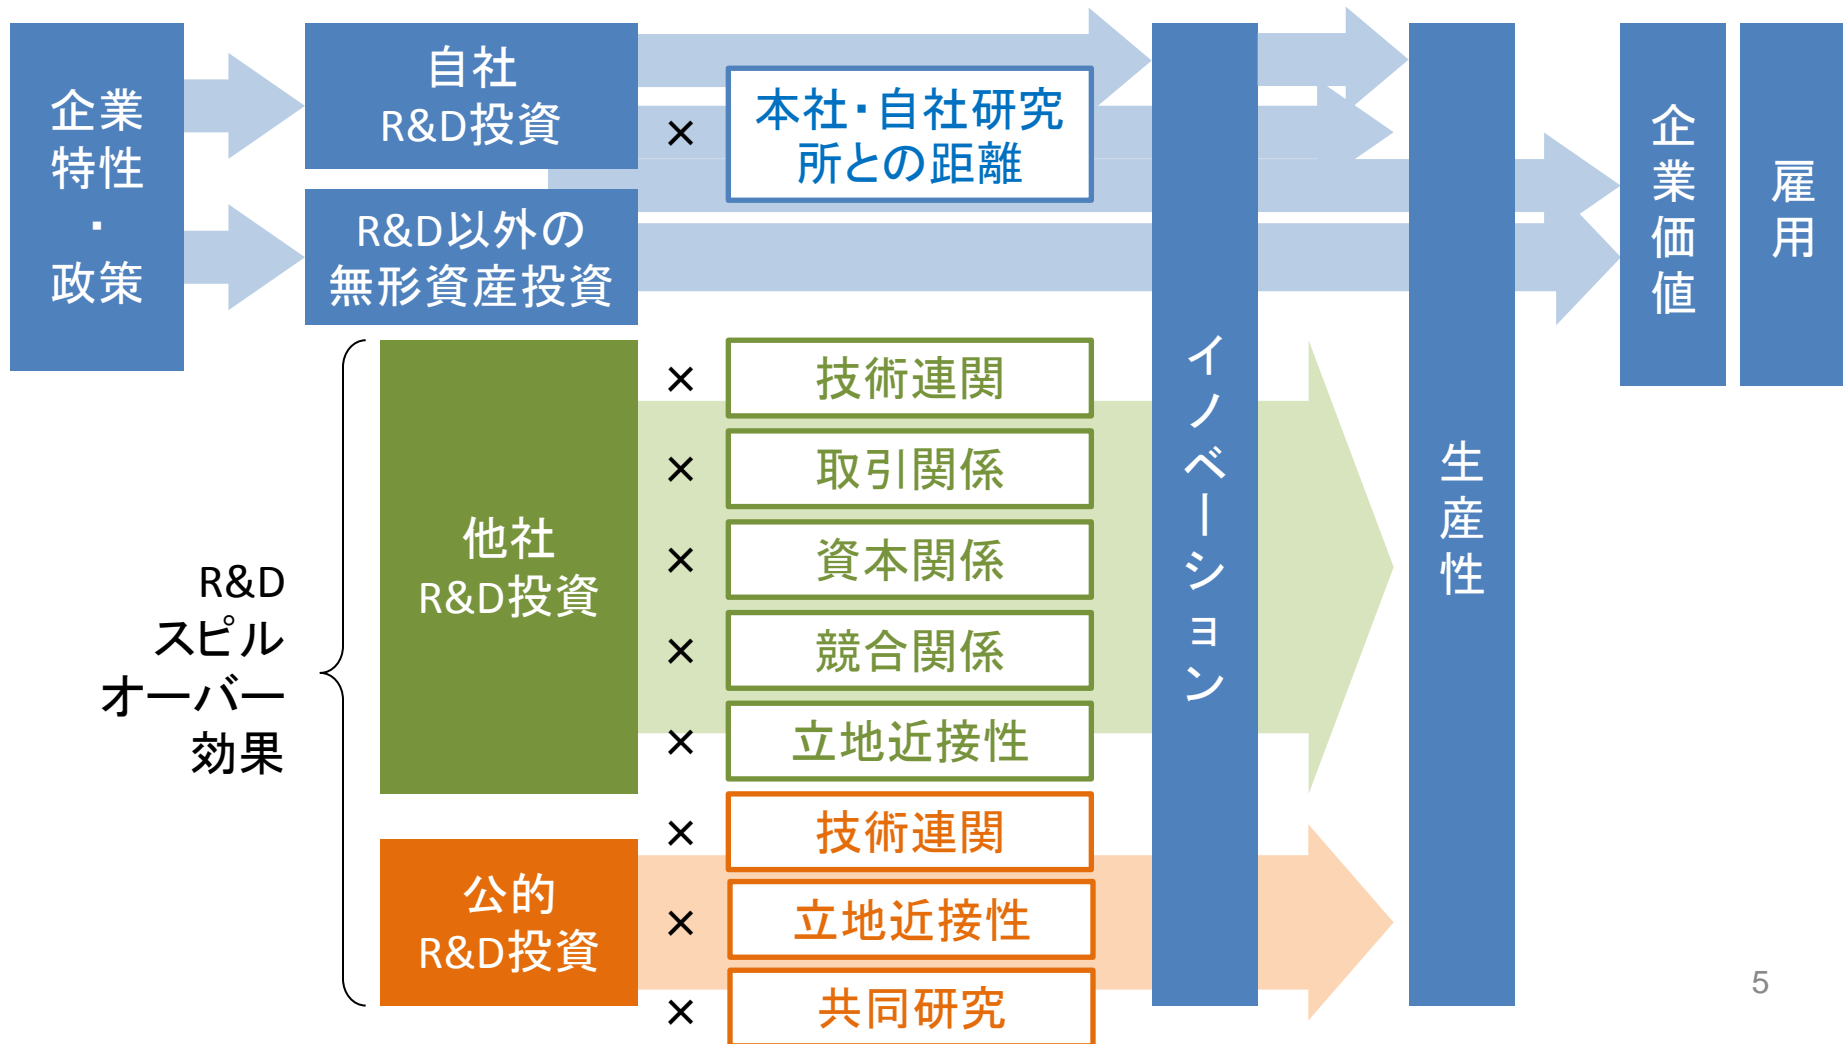 企業
特性
・
政策
自社
R&D投資
×
本社・自社研究
所との距離
R&D以外の
無形資産投資
R&D
スピル
オーバー
効果
他社
R&D投資
×
技術連関
×
取引関係
×
資本関係
×
競合関係
×
立地近接性
公的
R&D投資
×
技術連関
×
立地近接性
×
共同研究
イノベーション
生産性
企業価値
雇用
5